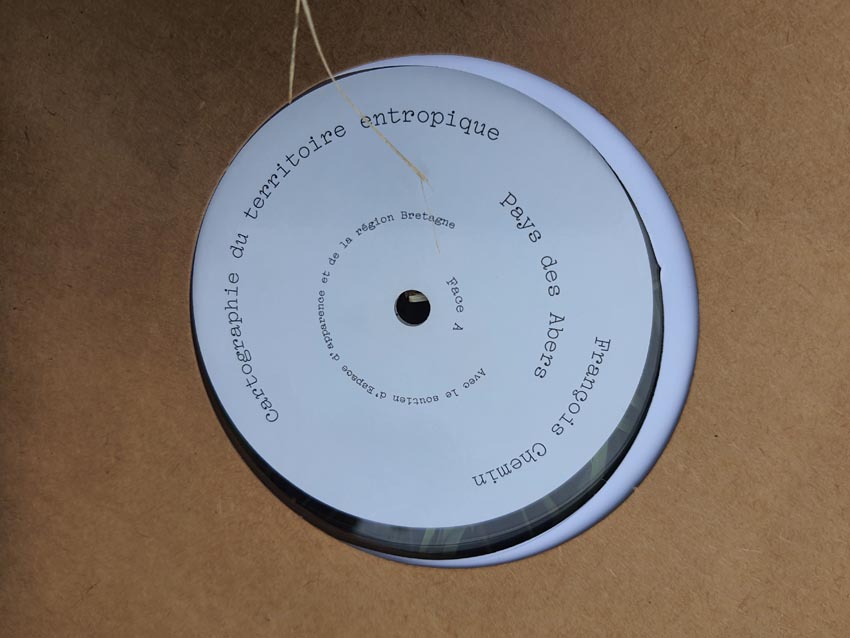 Cartographie du territoire entropique
Pays des Abers
François Chemin
Face A
Avec le soutien d'Espace d'apparence et de la région Bretagne